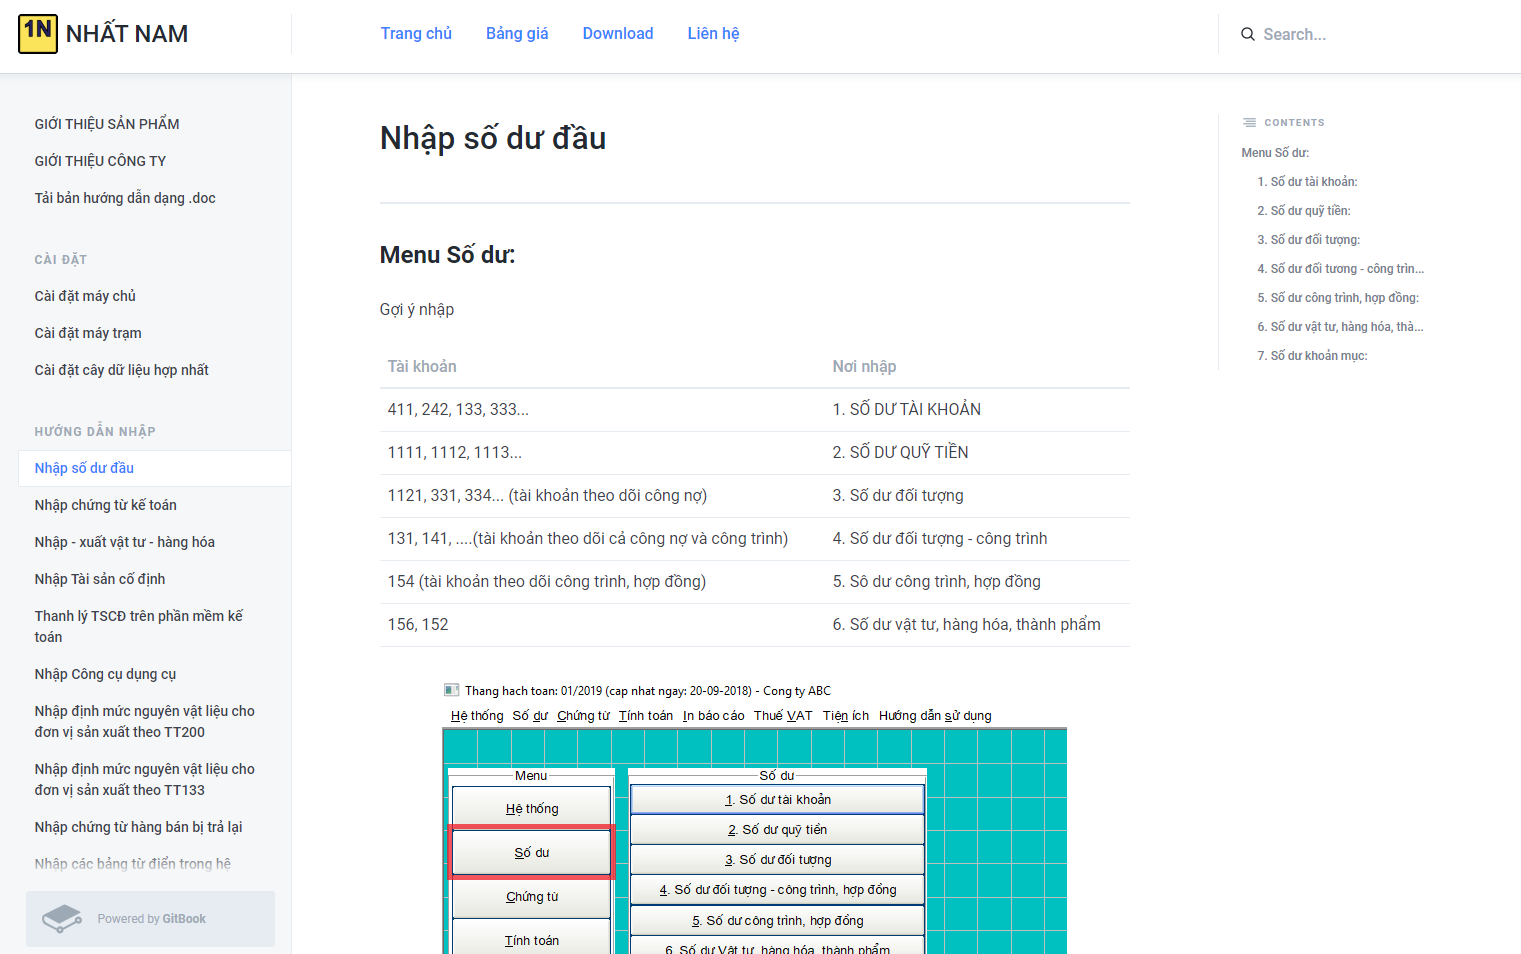 1N NHẤT NAM
Trang chủ
Bảng giá
Download
Liên hệ
Search...
GIỚI THIỆU SẢN PHẨM
GIỚI THIỆU CÔNG TY
Tải bản hướng dẫn dạng .doc
CÀI ĐẶT
Cài đặt máy chủ
Cài đặt máy trạm
Cài đặt cây dữ liệu hợp nhất
HƯỚNG DẪN NHẬP
Nhập số dư đầu
Nhập chứng từ kế toán
Nhập - xuất vật tư - hàng hóa
Nhập Tài sản cố định
Thanh lý TSCĐ trên phần mềm kế
toán
Nhập Công cụ dụng cụ
Nhập định mức nguyên vật liệu cho
đơn vị sản xuất theo TT200
Nhập định mức nguyên vật liệu cho
đơn vị sản xuất theo TT133
Nhập chứng từ hàng bán bị trả lại
Nhập các bảng từ điển trong hệ
Powered by GitBook
Nhập số dư đầu
Menu Số dư:
Gợi ý nhập
Tài khoản
Nơi nhập
411, 242, 133, 333...
1. SỐ DƯ TÀI KHOẢN
1111, 1112, 1113...
2. SỐ DƯ QUỸ TIỀN
1121, 331, 334... (tài khoản theo dõi công nợ)
3. Số dư đối tượng
131, 141, ....(tài khoản theo dõi cả công nợ và công trình)
4. Số dư đối tượng - công trình
154 (tài khoản theo dõi công trình, hợp đồng)
5. Sô dư công trình, hợp đồng
156, 152
6. Số dư vật tư, hàng hóa, thành phẩm
Thang hach toan: 01/2019 (cap nhat ngay: 20-09-2018) - Cong ty ABC
Hệ thống Số dư Chứng từ Tính toán In báo cáo Thuế VAT Tiện ích Hướng dẫn sử dụng
Menu
Hệ thống
Số dư
Chứng từ
Tính toán
Số dư
1. Số dư tài khoản
2. Số dư quỹ tiền
3. Số dư đối tượng
4. Số dư đối tượng - công trình, hợp đồng
5. Số dư công trình, hợp đồng
6. Số dư Vật tư, hàng hóa, thành phẩm
CONTENTS
Menu Số dư:
1. Số dư tài khoản:
2. Số dư quỹ tiền:
3. Số dư đối tượng:
4. Số dư đối tương - công trìn...
5. Số dư công trình, hợp đồng:
6. Số dư vật tư, hàng hóa, thà...
7. Số dư khoản mục: